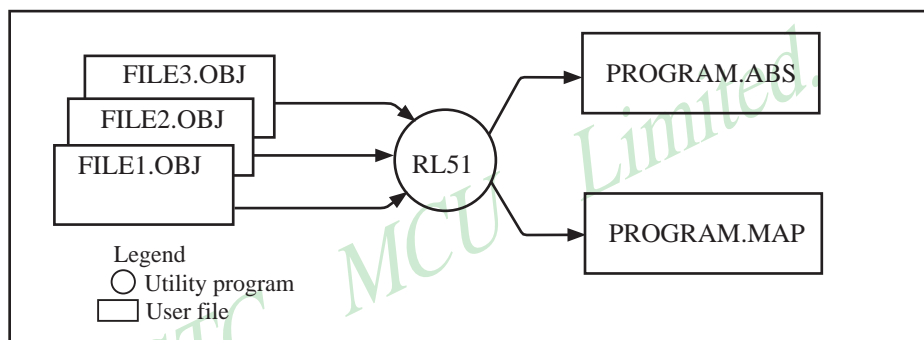 FILE3.OBJ
FILE2.OBJ
FILE1.OBJ
RL51
PROGRAM.ABS
PROGRAM.MAP
Legend
Utility program
User file
STC MCU Limited.